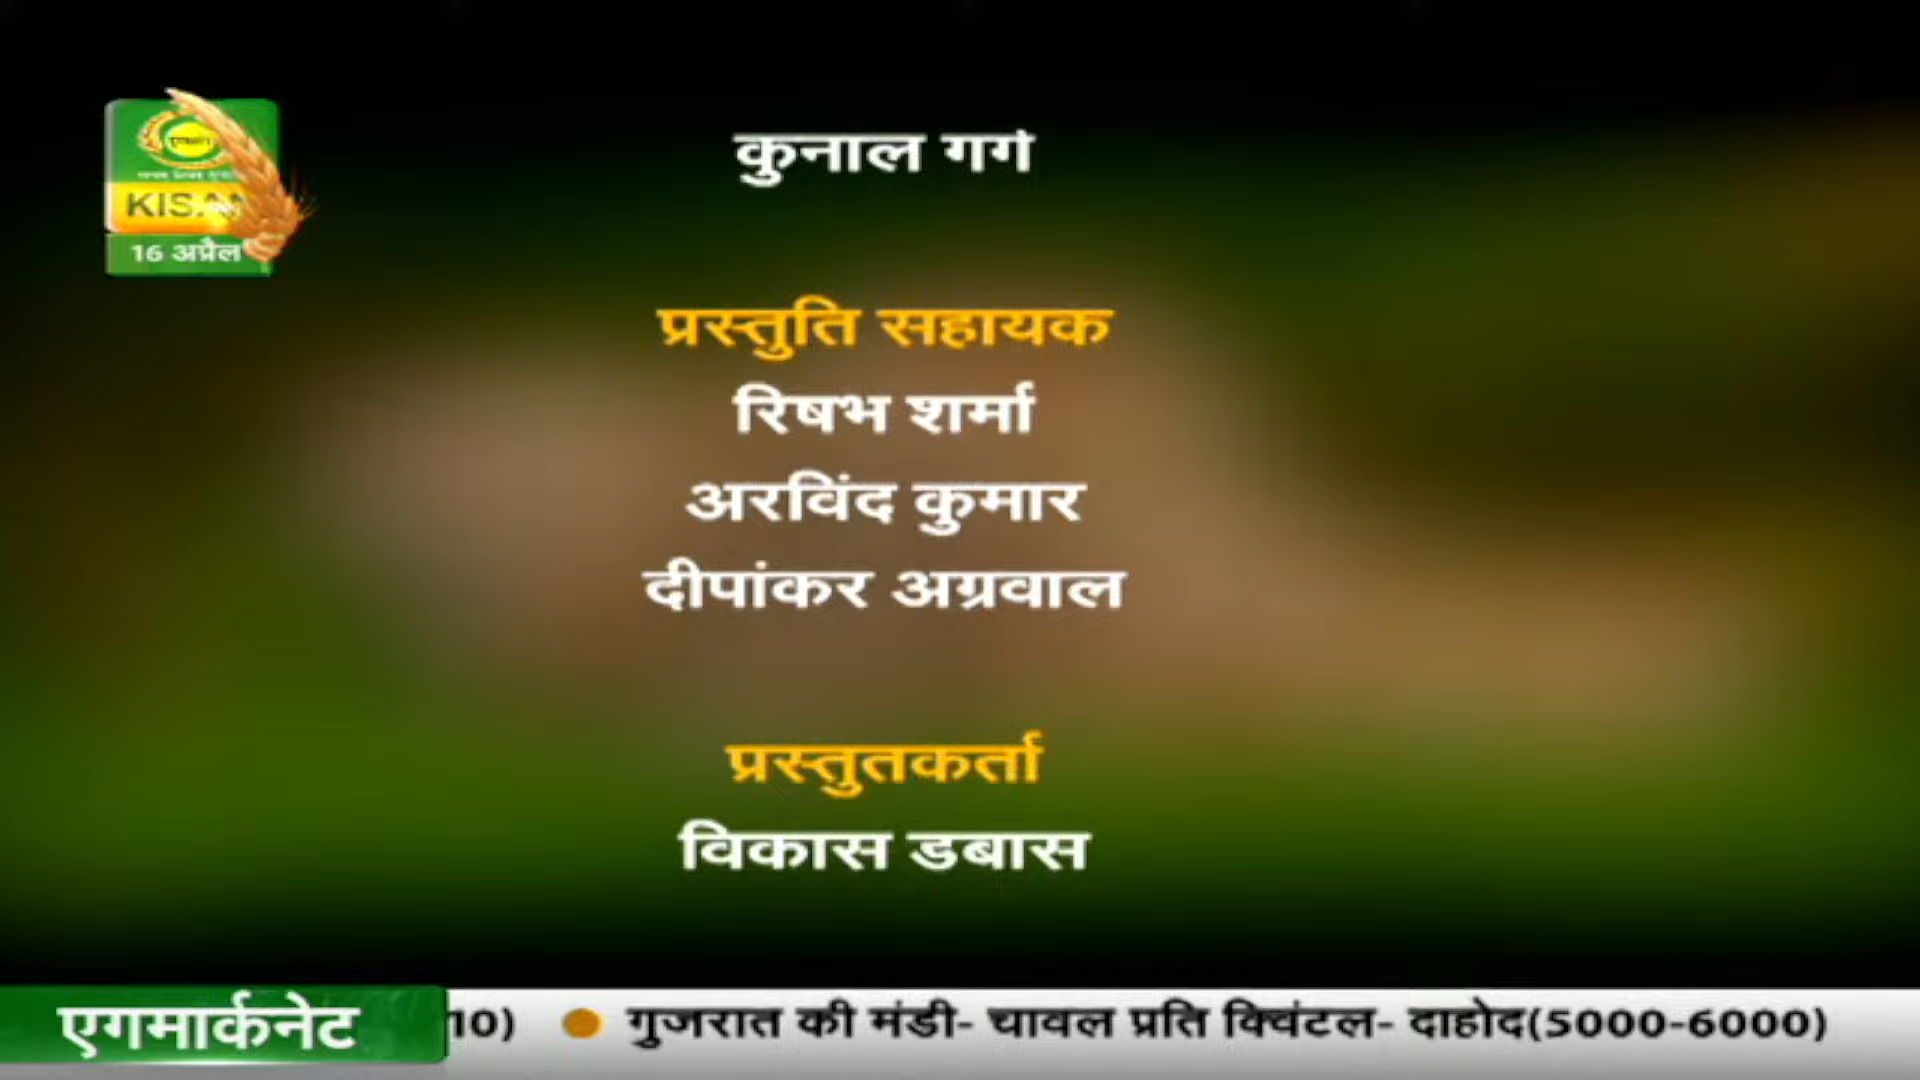 KISAN
16 अप्रैल
कुनाल गर्ग
प्रस्तुति सहायक
रिषभ शर्मा
अरविंद कुमार
दीपांकर अग्रवाल
प्रस्तुतकर्ता
विकास डबास
एगमार्कनेट
10) गुजरात की मंडी- चावल प्रति क्विंटल- दाहोद(5000-6000)